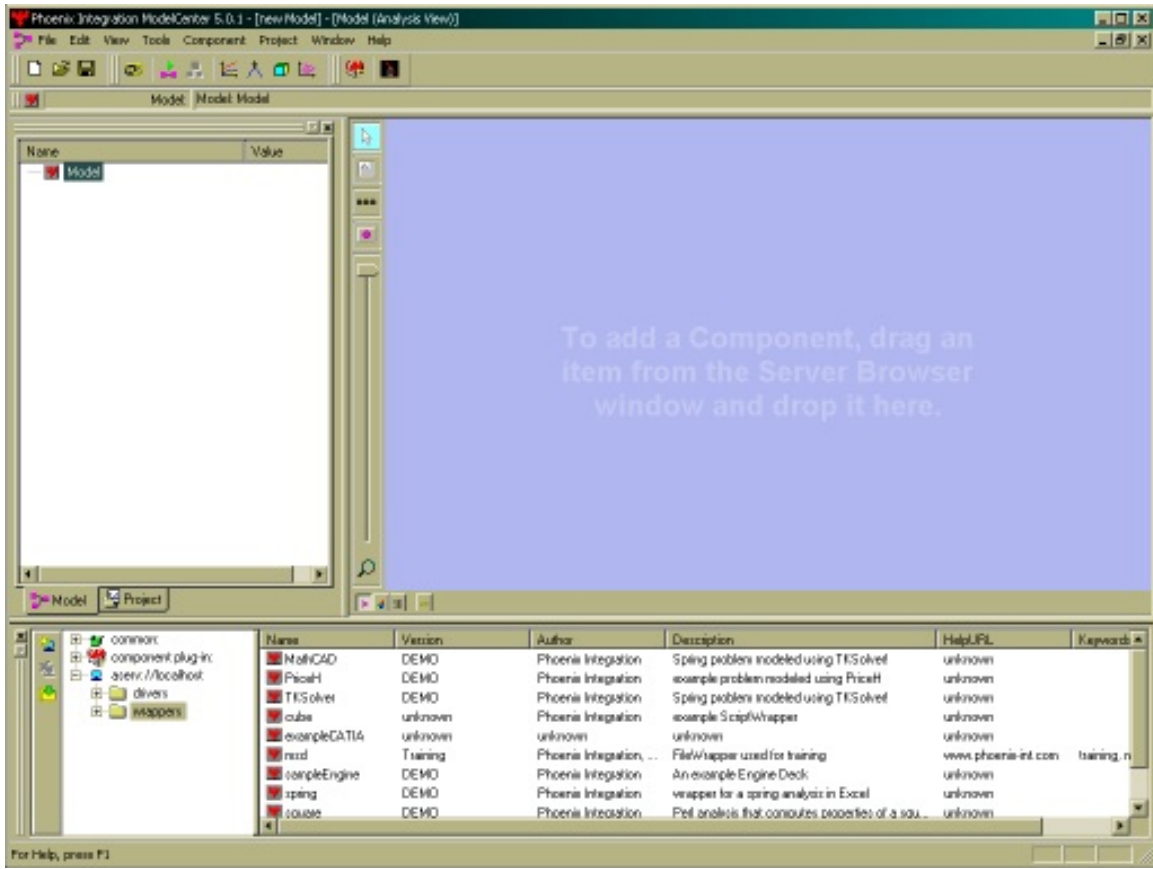 Phoenix Integration ModelCenter 5.0.1 - [new Model] - [Model (Analysis View)]
File Edit View Tools Component Project Window Help
Model: Model: Model
Name Value
Model
To add a Component, drag an
item from the Server Browser
window and drop it here.
Model Project
common:
component plug-in:
aserv://localhost
drivers
wrappers
Name Version Author Description HelpURL Keywords
MathCAD DEMO Phoenix Integration Spring problem modeled using TKSolver! unknown
PriceH DEMO Phoenix Integration example problem modeled using PriceH unknown
TKSolver DEMO Phoenix Integration Spring problem modeled using TKSolver! unknown
cube unknown Phoenix Integration example ScriptWrapper unknown
exampleCATIA unknown unknown unknown unknown
Training Phoenix Integration, ... FileWrapper used for training www.phoenix-int.com training, n
sampleEngine DEMO Phoenix Integration An example Engine Deck unknown
spring DEMO Phoenix Integration wrapper for a spring analysis in Excel unknown
square DEMO Phoenix Integration Perl analysis that computes properties of a squ... unknown
For Help, press F1